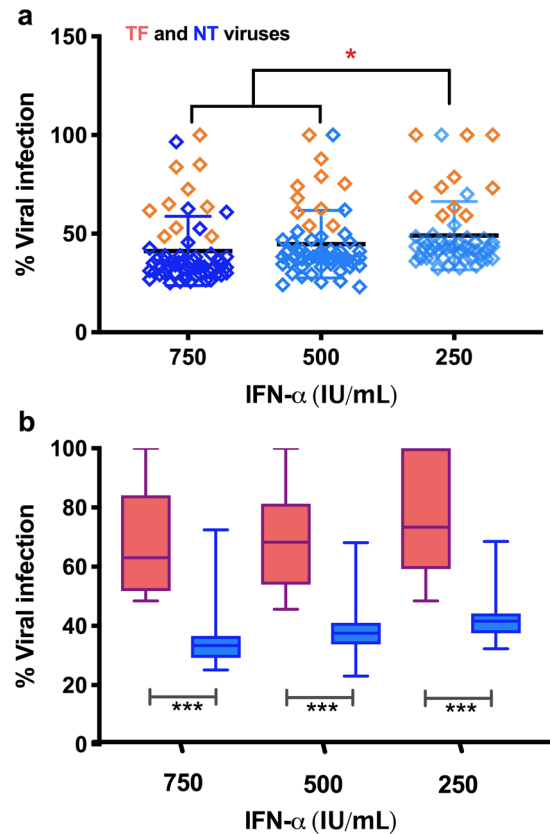 a
TF and NT viruses
*
150
100
50
0
% Viral infection
750 500 250
IFN-α (IU/mL)
b
100
80
60
40
20
0
% Viral infection
*** *** ***
750 500 250
IFN-α (IU/mL)